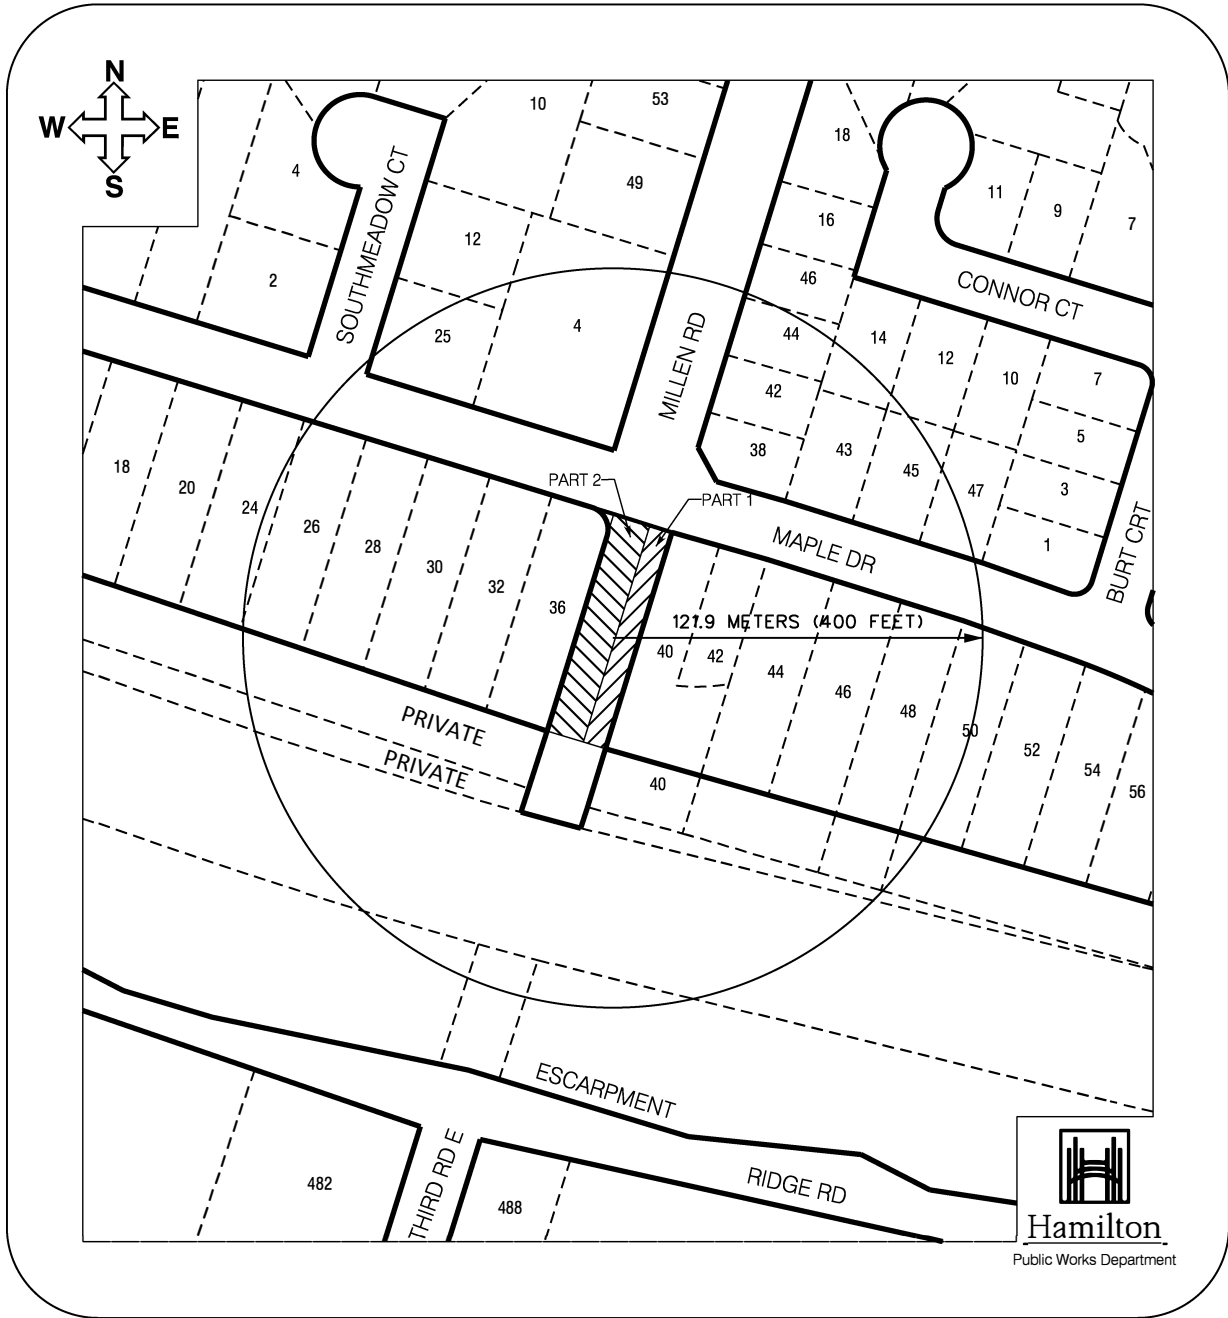 N
W E
S
10
53
18
4
49
11
9
7
12
16
2
SOUTHMEADOW CT
46
CONNOR CT
25
4
MILLEN RD
44
14
12
10
7
42
5
38
43
45
47
3
1
18
20
24
26
28
30
32
36
PART 2
PART 1
MAPLE DR
BURT CRT
121.9 METERS (400 FEET)
40
42
44
46
48
50
52
54
56
PRIVATE
PRIVATE
40
ESCARPMENT
RIDGE RD
THIRD RD E
482
488
Hamilton
Public Works Department